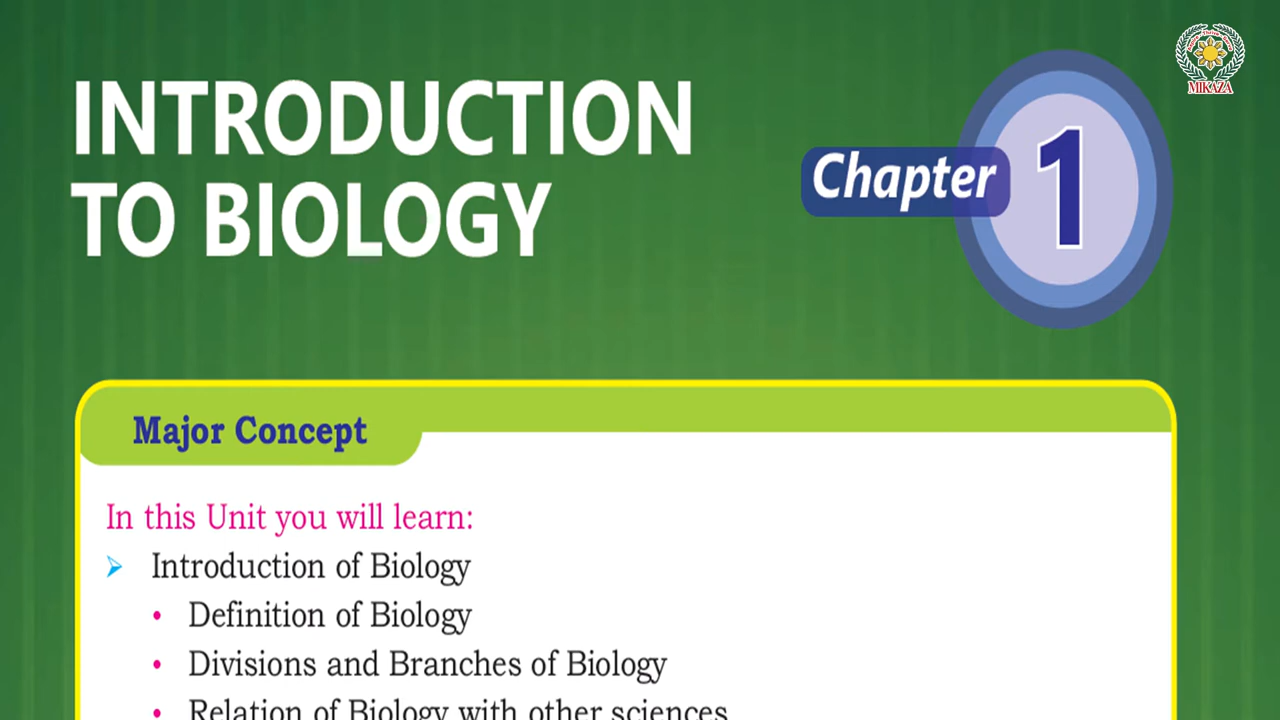 INTRODUCTION
TO BIOLOGY
Chapter 1
MIKAZA
Major Concept
In this Unit you will learn:
➢ Introduction of Biology
• Definition of Biology
• Divisions and Branches of Biology
• Relation of Biology with other sciences